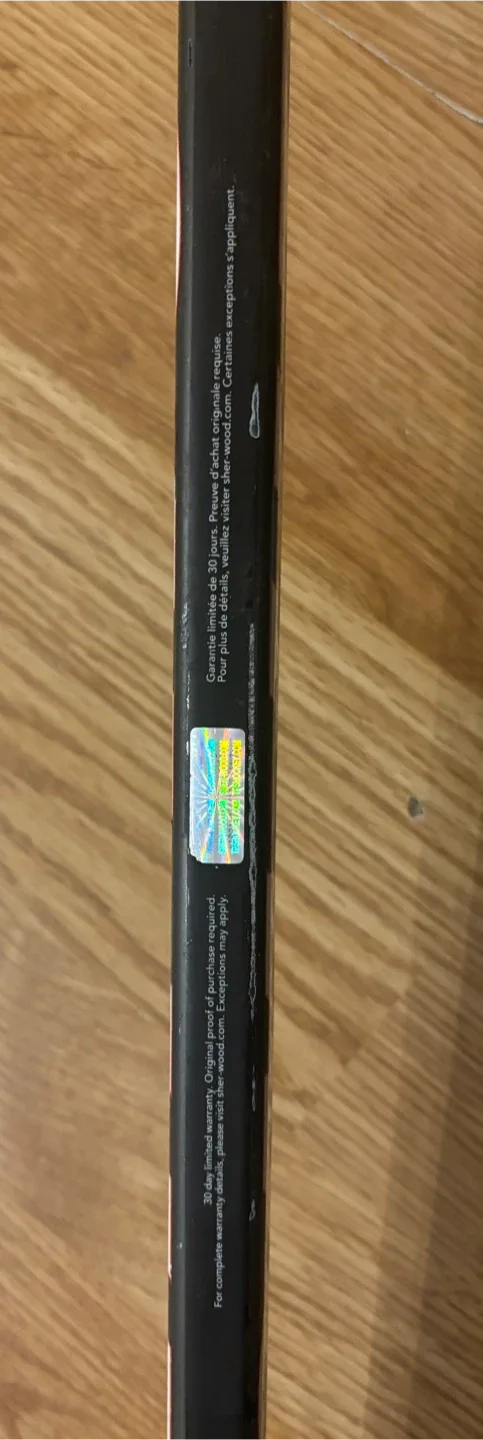 30 day limited warranty. Original proof of purchase required.
For complete warranty details, please visit sher-wood.com. Exceptions may apply.
Garantie limitée de 30 jours. Preuve d'achat originale requise.
Pour plus de détails, veuillez visiter sher-wood.com. Certaines exceptions s'appliquent.